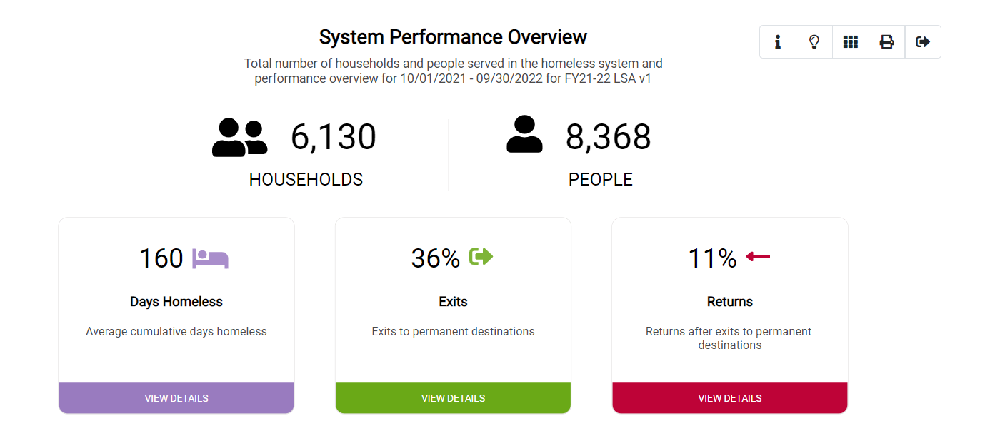 System Performance Overview
Total number of households and people served in the homeless system and
performance overview for 10/01/2021 - 09/30/2022 for FY21-22 LSA v1
6,130
HOUSEHOLDS
8,368
PEOPLE
160
Days Homeless
Average cumulative days homeless
VIEW DETAILS
36%
Exits
Exits to permanent destinations
VIEW DETAILS
11%
Returns
Returns after exits to permanent
destinations
VIEW DETAILS